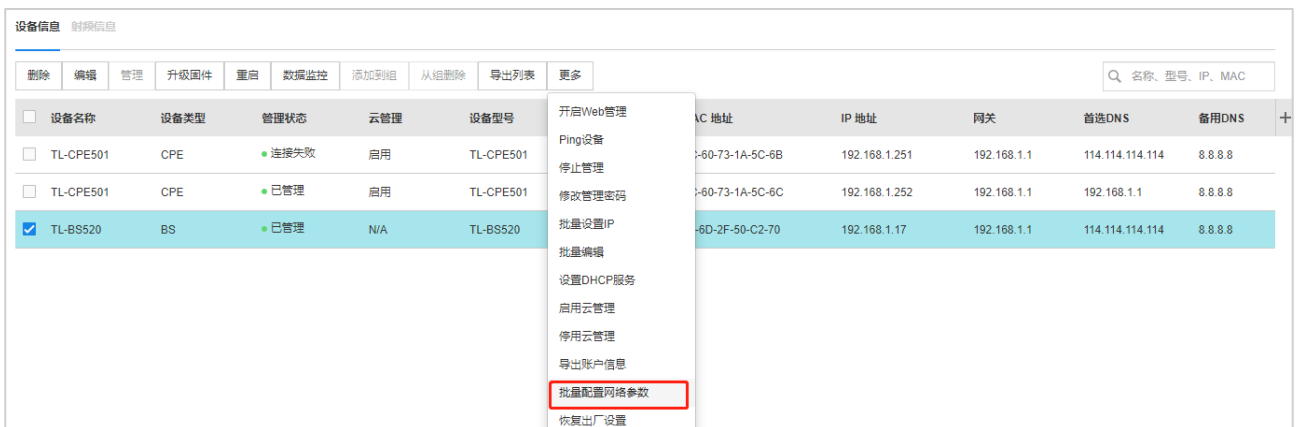 设备信息 射频信息
删除 编辑 管理 升级固件 重启 数据监控 添加到组 从组删除 导出列表 更多 名称、型号、IP、MAC
设备名称 设备类型 管理状态 云管理 设备型号 AC 地址 IP 地址 网关 首选DNS 备用DNS +
TL-CPE501 CPE 连接失败 启用 TL-CPE501 -60-73-1A-5C-6B 192.168.1.251 192.168.1.1 114.114.114.114 8.8.8.8
TL-CPE501 CPE 已管理 启用 TL-CPE501 -60-73-1A-5C-6C 192.168.1.252 192.168.1.1 192.168.1.1 8.8.8.8
TL-BS520 BS 已管理 N/A TL-BS520 -6D-2F-50-C2-70 192.168.1.17 192.168.1.1 114.114.114.114 8.8.8.8
开启Web管理
Ping设备
停止管理
修改管理密码
批量设置IP
批量编辑
设置DHCP服务
启用云管理
停用云管理
导出账户信息
批量配置网络参数
恢复出厂设置